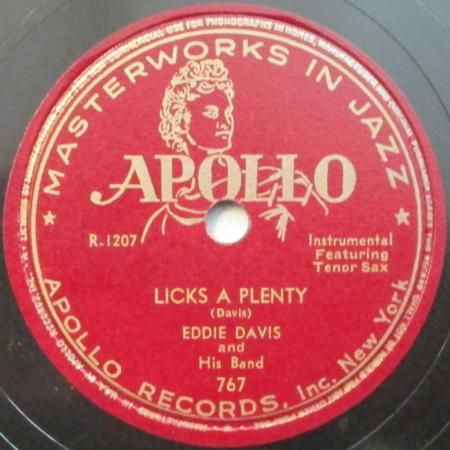 MASTERWORKS IN JAZZ
APOLLO
R-1207
Instrumental
Featuring
Tenor Sax
LICKS A PLENTY
(Davis)
EDDIE DAVIS
and
His Band
767
APOLLO RECORDS, Inc. New York